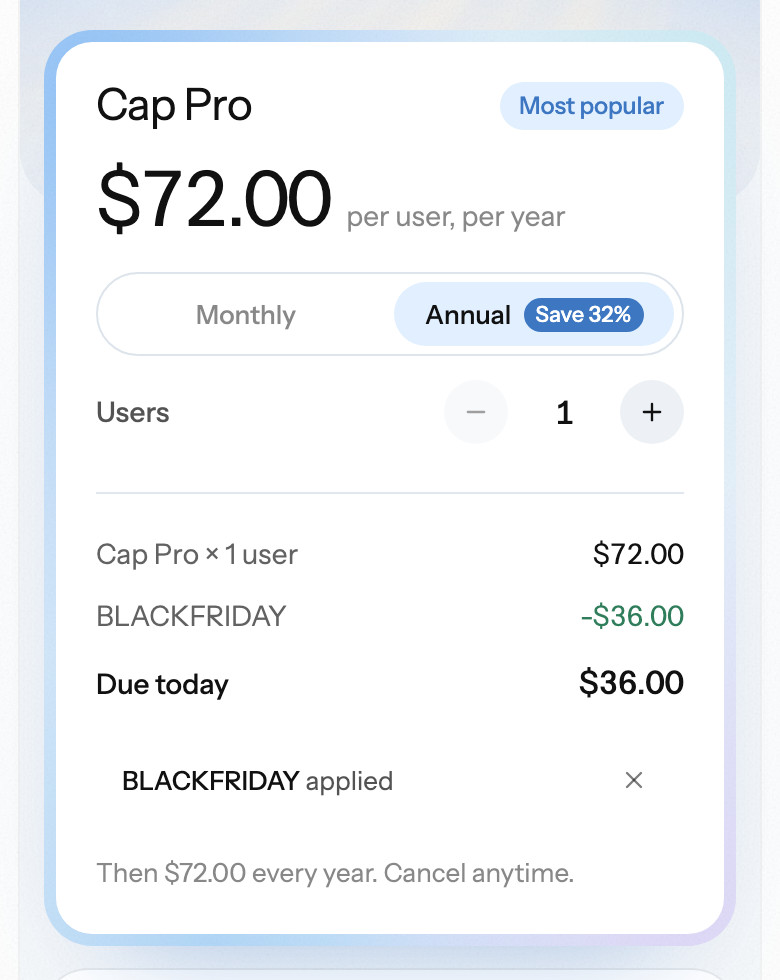 Cap Pro
Most popular
$72.00 per user, per year
Monthly
Annual Save 32%
Users − 1 +
Cap Pro × 1 user $72.00
BLACKFRIDAY -$36.00
Due today $36.00
BLACKFRIDAY applied ×
Then $72.00 every year. Cancel anytime.